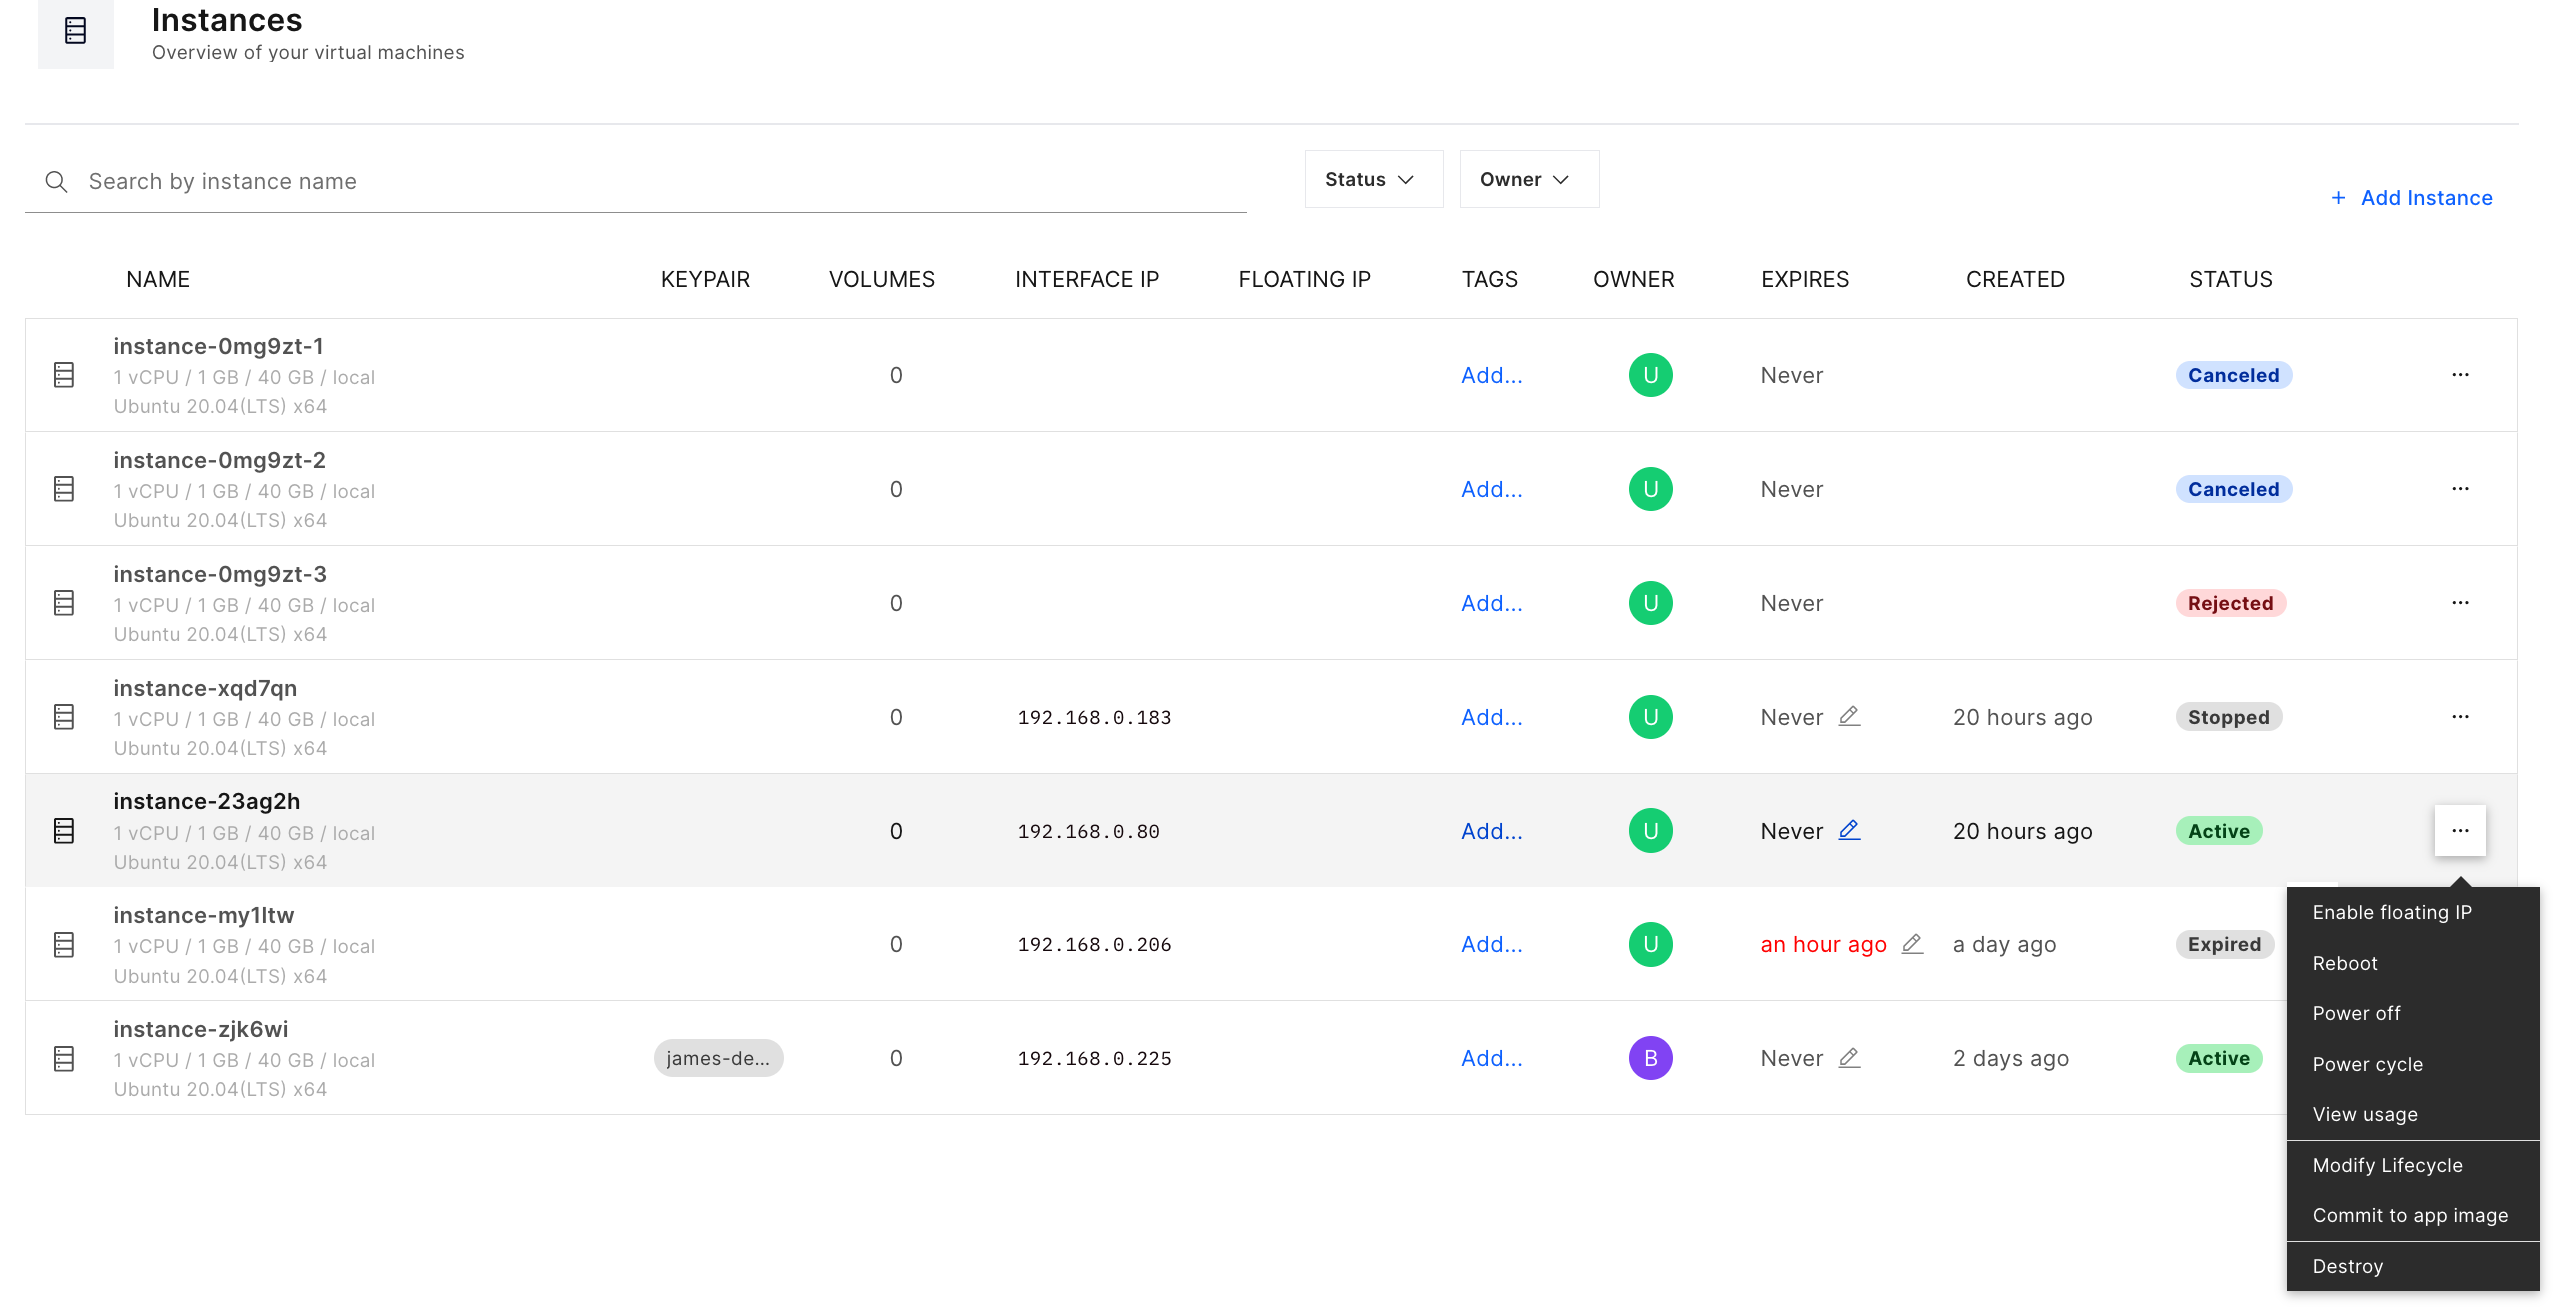 Instances
Overview of your virtual machines
Search by instance name
Status
Owner
+ Add Instance
NAME KEYPAIR VOLUMES INTERFACE IP FLOATING IP TAGS OWNER EXPIRES CREATED STATUS
instance-0mg9zt-1
1 vCPU / 1 GB / 40 GB / local
Ubuntu 20.04(LTS) x64
0 Add... U Never Canceled ...
instance-0mg9zt-2
1 vCPU / 1 GB / 40 GB / local
Ubuntu 20.04(LTS) x64
0 Add... U Never Canceled ...
instance-0mg9zt-3
1 vCPU / 1 GB / 40 GB / local
Ubuntu 20.04(LTS) x64
0 Add... U Never Rejected ...
instance-xqd7qn
1 vCPU / 1 GB / 40 GB / local
Ubuntu 20.04(LTS) x64
0 192.168.0.183 Add... U Never 20 hours ago Stopped ...
instance-23ag2h
1 vCPU / 1 GB / 40 GB / local
Ubuntu 20.04(LTS) x64
0 192.168.0.80 Add... U Never 20 hours ago Active ...
instance-my1ltw
1 vCPU / 1 GB / 40 GB / local
Ubuntu 20.04(LTS) x64
0 192.168.0.206 Add... U an hour ago a day ago Expired
instance-zjk6wi
1 vCPU / 1 GB / 40 GB / local
Ubuntu 20.04(LTS) x64
james-de... 0 192.168.0.225 Add... B Never 2 days ago Active
Enable floating IP
Reboot
Power off
Power cycle
View usage
Modify Lifecycle
Commit to app image
Destroy